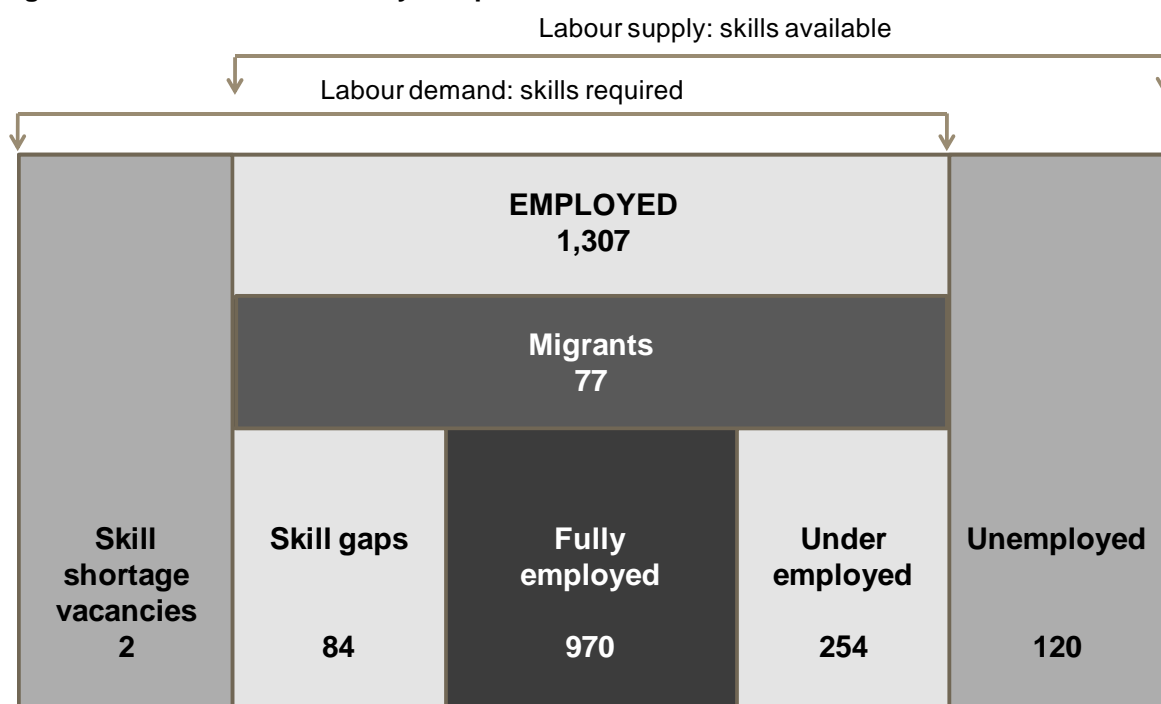 Labour supply: skills available
Labour demand: skills required
EMPLOYED
1,307
Migrants
77
Skill
shortage
vacancies
2
Skill gaps
84
Fully
employed
970
Under
employed
254
Unemployed
120